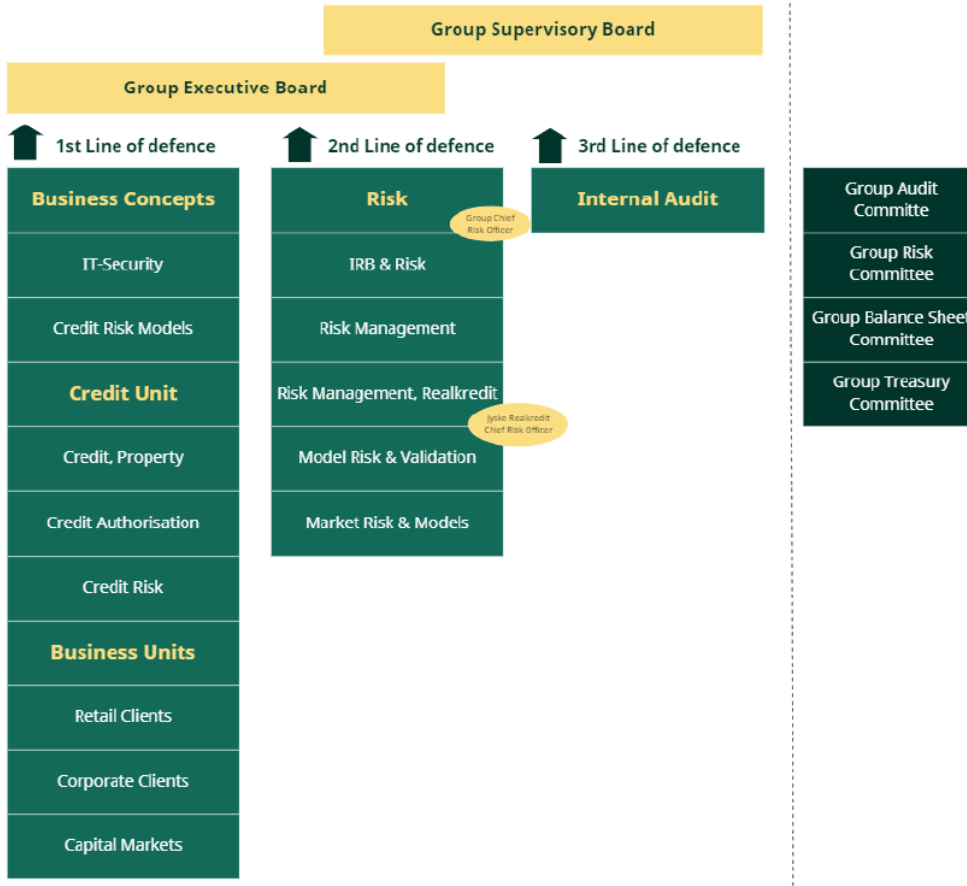 Group Supervisory Board
Group Executive Board
1st Line of defence
2nd Line of defence
3rd Line of defence
Business Concepts
IT-Security
Credit Risk Models
Credit Unit
Credit, Property
Credit Authorisation
Credit Risk
Business Units
Retail Clients
Corporate Clients
Capital Markets
Risk
Group Chief
Risk Officer
IRB & Risk
Risk Management
Risk Management, Realkredit
Jyske Realkredit
Chief Risk Officer
Model Risk & Validation
Market Risk & Models
Internal Audit
Group Audit
Committe
Group Risk
Committee
Group Balance Sheet
Committee
Group Treasury
Committee